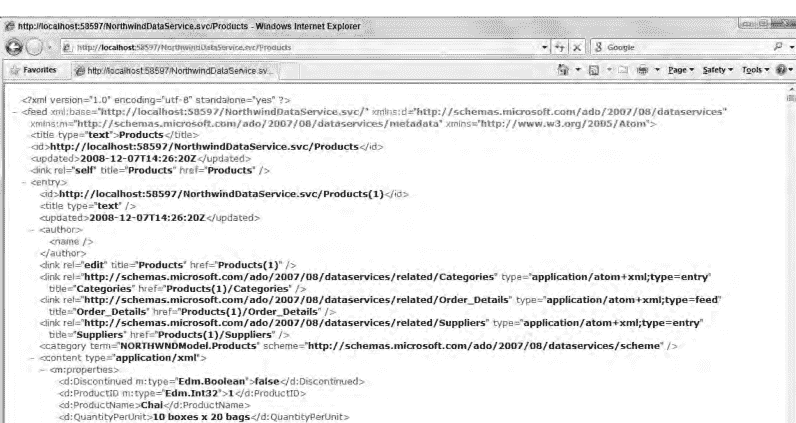 http://localhost:58597/NorthwindDataService.svc/Products - Windows Internet Explorer
http://localhost:58597/NorthwindDataService.svc/Products
Google
Favorites http://localhost:58597/NorthwindDataService.sv...
Page Safety Tools
<?xml version="1.0" encoding="utf-8" standalone="yes" ?>
- <feed xml:base="http://localhost:58597/NorthwindDataService.svc/" xmlns:d="http://schemas.microsoft.com/ado/2007/08/dataservices"
xmlns:m="http://schemas.microsoft.com/ado/2007/08/dataservices/metadata" xmlns="http://www.w3.org/2005/Atom">
<title type="text">Products</title>
<id>http://localhost:58597/NorthwindDataService.svc/Products</id>
<updated>2008-12-07T14:26:20Z</updated>
<link rel="self" title="Products" href="Products" />
- <entry>
<id>http://localhost:58597/NorthwindDataService.svc/Products(1)</id>
<title type="text" />
<updated>2008-12-07T14:26:20Z</updated>
- <author>
<name />
</author>
<link rel="edit" title="Products" href="Products(1)" />
<link rel="http://schemas.microsoft.com/ado/2007/08/dataservices/related/Categories" type="application/atom+xml;type=entry"
title="Categories" href="Products(1)/Categories" />
<link rel="http://schemas.microsoft.com/ado/2007/08/dataservices/related/Order_Details" type="application/atom+xml;type=feed"
title="Order_Details" href="Products(1)/Order_Details" />
<link rel="http://schemas.microsoft.com/ado/2007/08/dataservices/related/Suppliers" type="application/atom+xml;type=entry"
title="Suppliers" href="Products(1)/Suppliers" />
<category term="NORTHWNDModel.Products" scheme="http://schemas.microsoft.com/ado/2007/08/dataservices/scheme" />
- <content type="application/xml">
- <m:properties>
<d:Discontinued m:type="Edm.Boolean">false</d:Discontinued>
<d:ProductID m:type="Edm.Int32">1</d:ProductID>
<d:ProductName>Chai</d:ProductName>
<d:QuantityPerUnit>10 boxes x 20 bags</d:QuantityPerUnit>